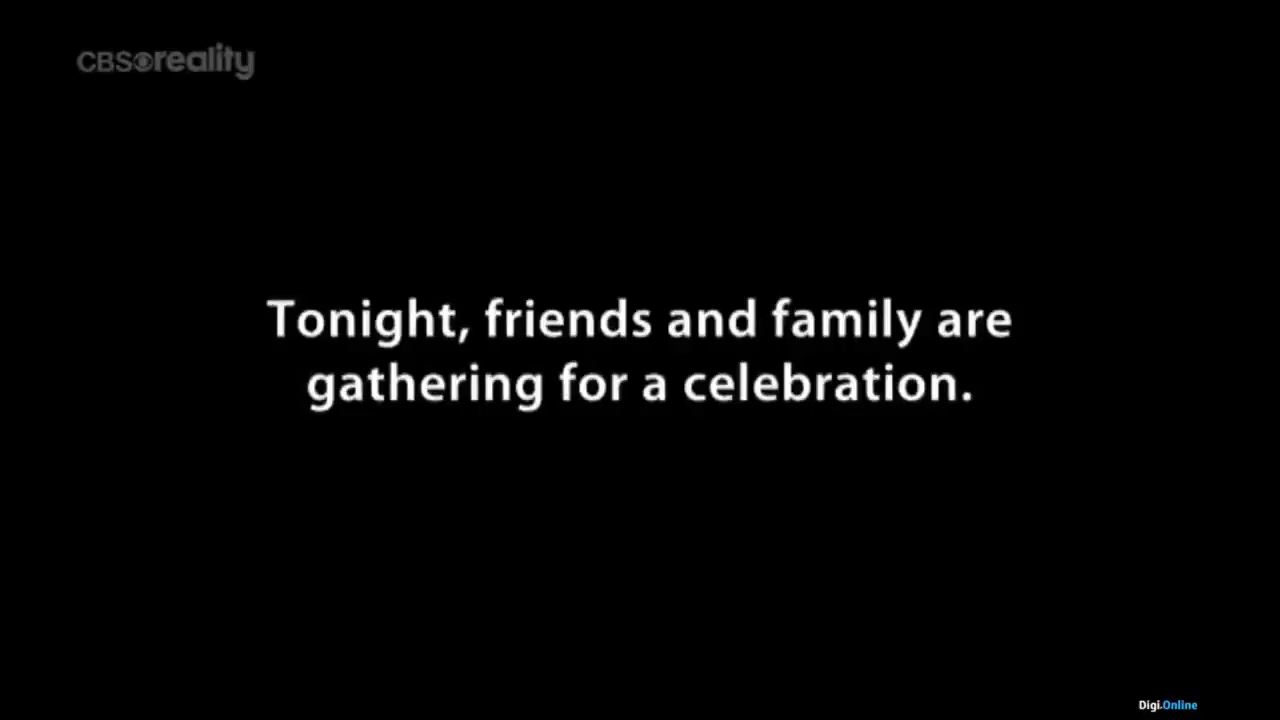 CBS reality
Tonight, friends and family are
gathering for a celebration.
Digi.Online